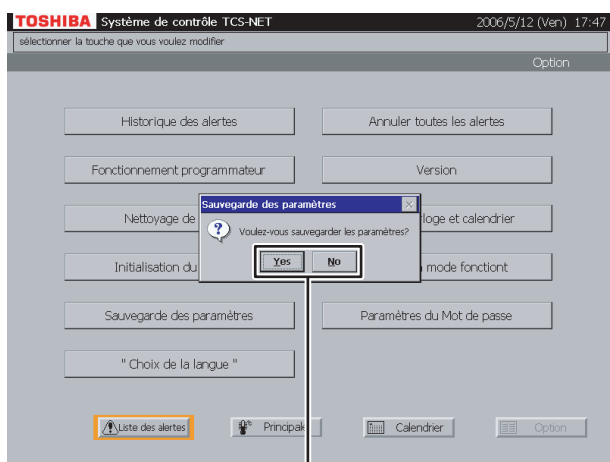 TOSHIBA Système de contrôle TCS-NET 2006/5/12 (Ven) 17:47
sélectionner la touche que vous voulez modifier
Option
Historique des alertes Annuler toutes les alertes
Fonctionnement programmateur Version
Sauvegarde des paramètres
Nettoyage de loge et calendrier
Voulez-vous sauvegarder les paramètres?
Yes No
Initialisation du mode fonctiont
Sauvegarde des paramètres Paramètres du Mot de passe
" Choix de la langue "
Liste des alertes Principale Calendrier Option